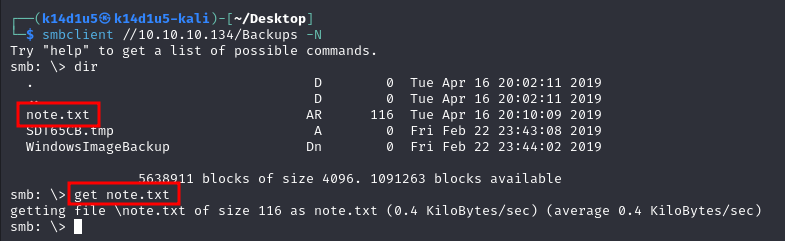 ┌──(k14d1u5㉿k14d1u5-kali)-[~/Desktop]
└─$ smbclient //10.10.10.134/Backups -N
Try "help" to get a list of possible commands.
smb: \> dir
  .                                   D        0  Tue Apr 16 20:02:11 2019
  ..                                  D        0  Tue Apr 16 20:02:11 2019
  note.txt                           AR      116  Tue Apr 16 20:10:09 2019
  SDT65CB.tmp                         A        0  Fri Feb 22 23:43:08 2019
  WindowsImageBackup                 Dn        0  Fri Feb 22 23:44:02 2019
                5638911 blocks of size 4096. 1091263 blocks available
smb: \> get note.txt
getting file \note.txt of size 116 as note.txt (0.4 KiloBytes/sec) (average 0.4 KiloBytes/sec)
smb: \>